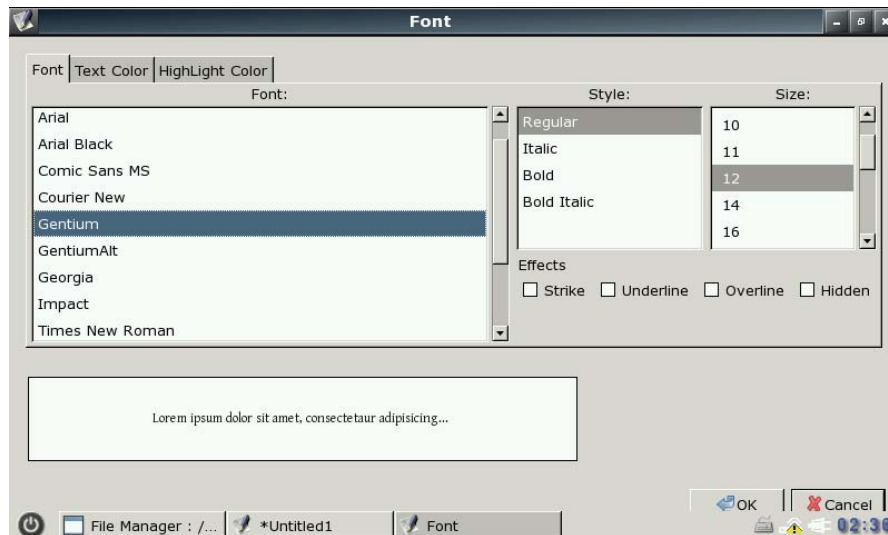 Font
Font Text Color HighLight Color
Font:
Arial
Arial Black
Comic Sans MS
Courier New
Gentium
GentiumAlt
Georgia
Impact
Times New Roman
Style:
Regular
Italic
Bold
Bold Italic
Size:
10
11
12
14
16
Effects
Strike Underline Overline Hidden
Lorem ipsum dolor sit amet, consectetaur adipisicing...
OK Cancel
File Manager : /... *Untitled1 Font